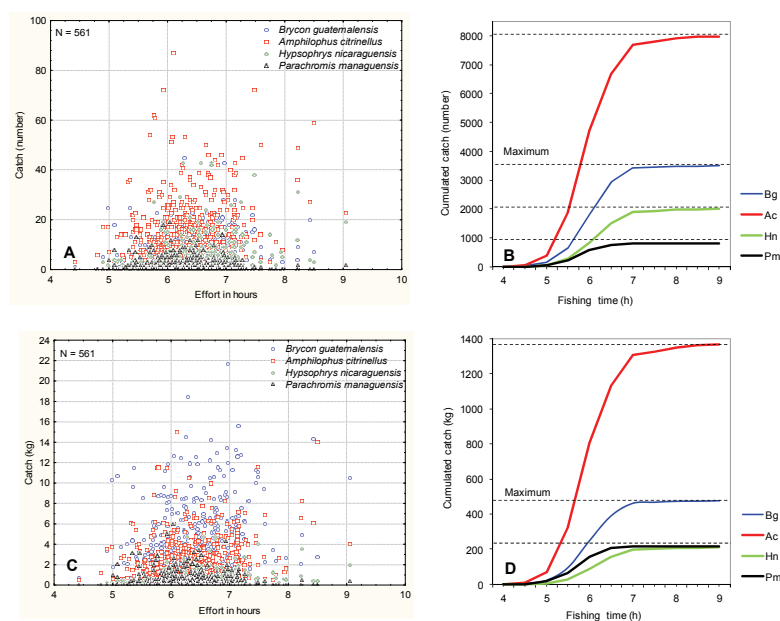 N = 561
Brycon guatemalensis
Amphilophus citrinellus
Hypsophrys nicaraguensis
Parachromis managuensis
Catch (number)
100
80
60
40
20
0
A
4 5 6 7 8 9 10
Effort in hours
Cumulated catch (number)
8000
7000
6000
5000
4000
3000
2000
1000
0
Maximum
B
4 5 6 7 8 9
Fishing time (h)
Bg
Ac
Hn
Pm
N = 561
Brycon guatemalensis
Amphilophus citrinellus
Hypsophrys nicaraguensis
Parachromis managuensis
Catch (kg)
24
22
20
18
16
14
12
10
8
6
4
2
0
C
4 5 6 7 8 9 10
Effort in hours
Cumulated catch (kg)
1400
1200
1000
800
600
400
200
0
Maximum
D
4 5 6 7 8 9
Fishing time (h)
Bg
Ac
Hn
Pm